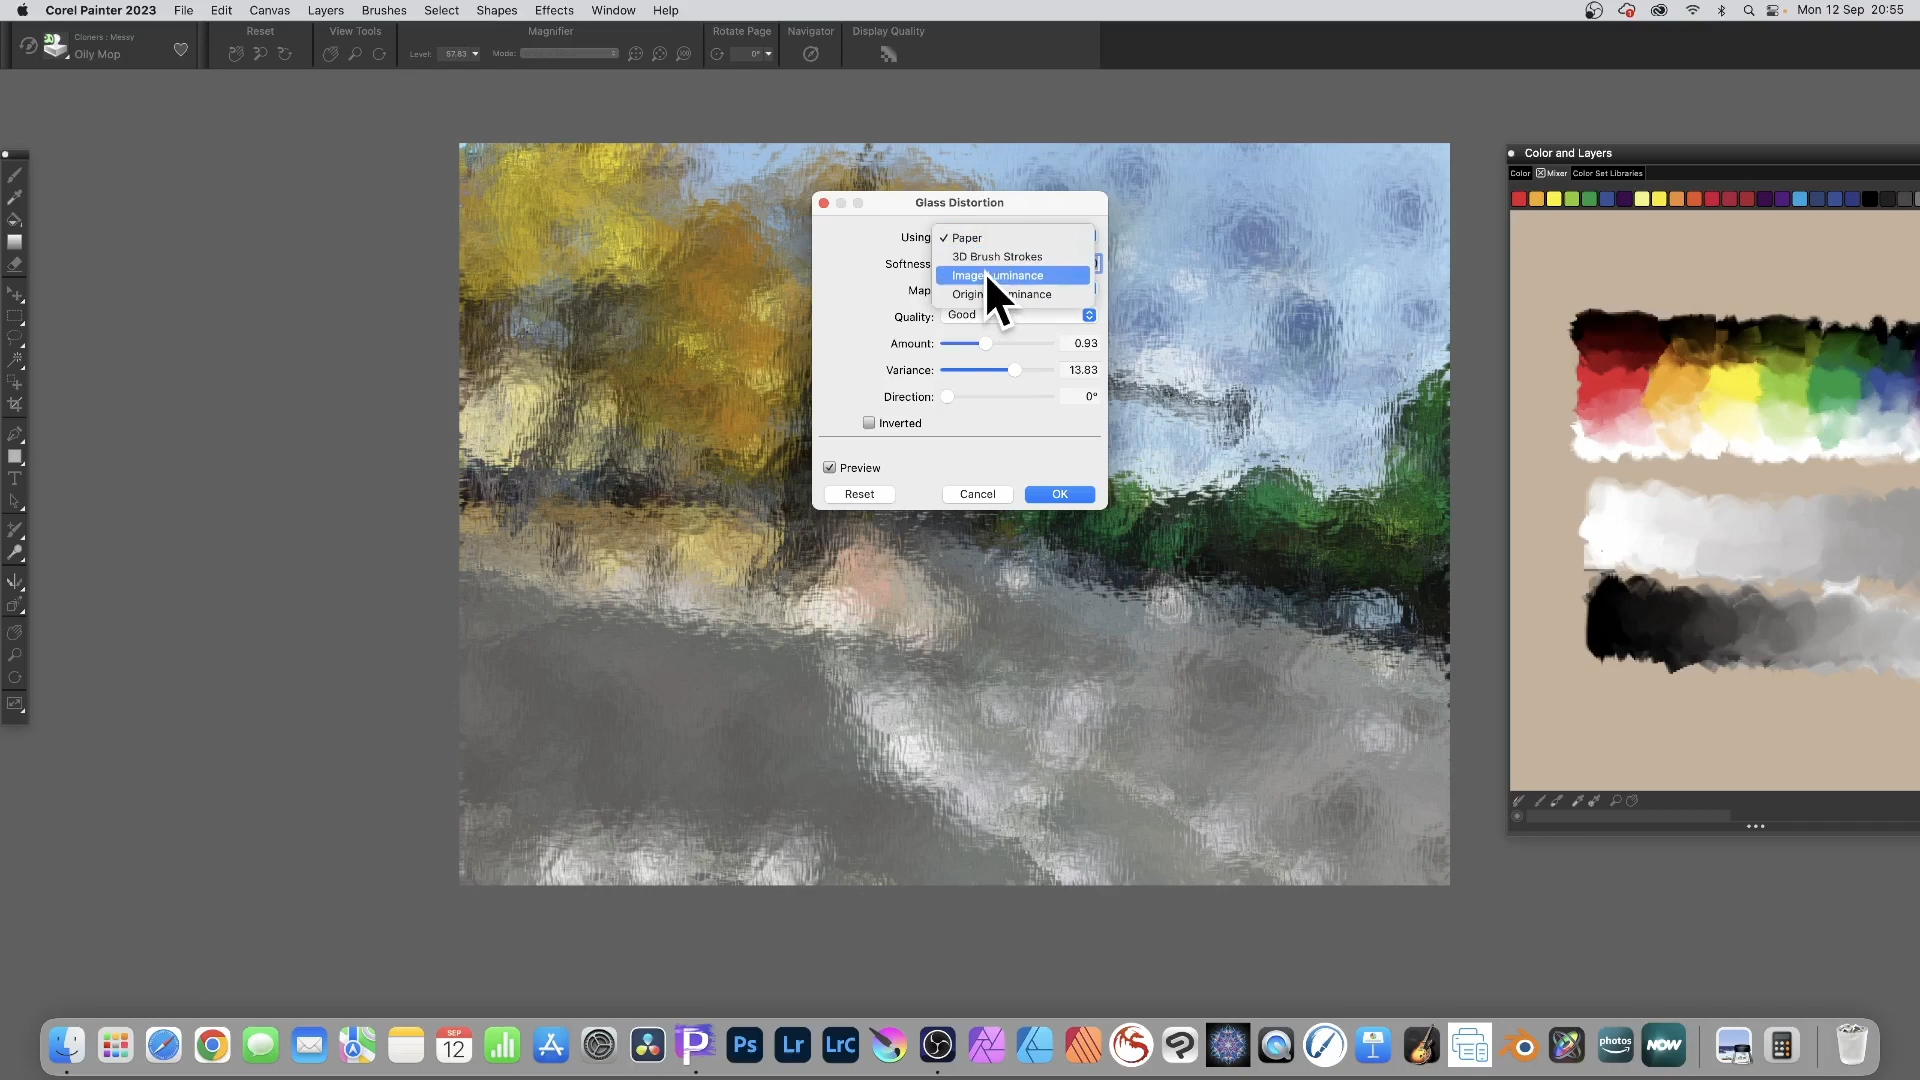 Corel Painter 2023 File Edit Canvas Layers Brushes Select Shapes Effects Window Help Mon 12 Sep 20:55
Cloners : Messy
Oily Mop
Reset View Tools Magnifier Rotate Page Navigator Display Quality
Level: 57.83 Mode: 0°
Color and Layers
Color Mixer Color Set Libraries
Glass Distortion
Using
Paper
3D Brush Strokes
Softness
Map
Quality: Good
Amount: 0.93
Variance: 13.83
Direction: 0°
Inverted
Preview
Reset Cancel OK
SEP
12
Ps Lr LrC photos NOW